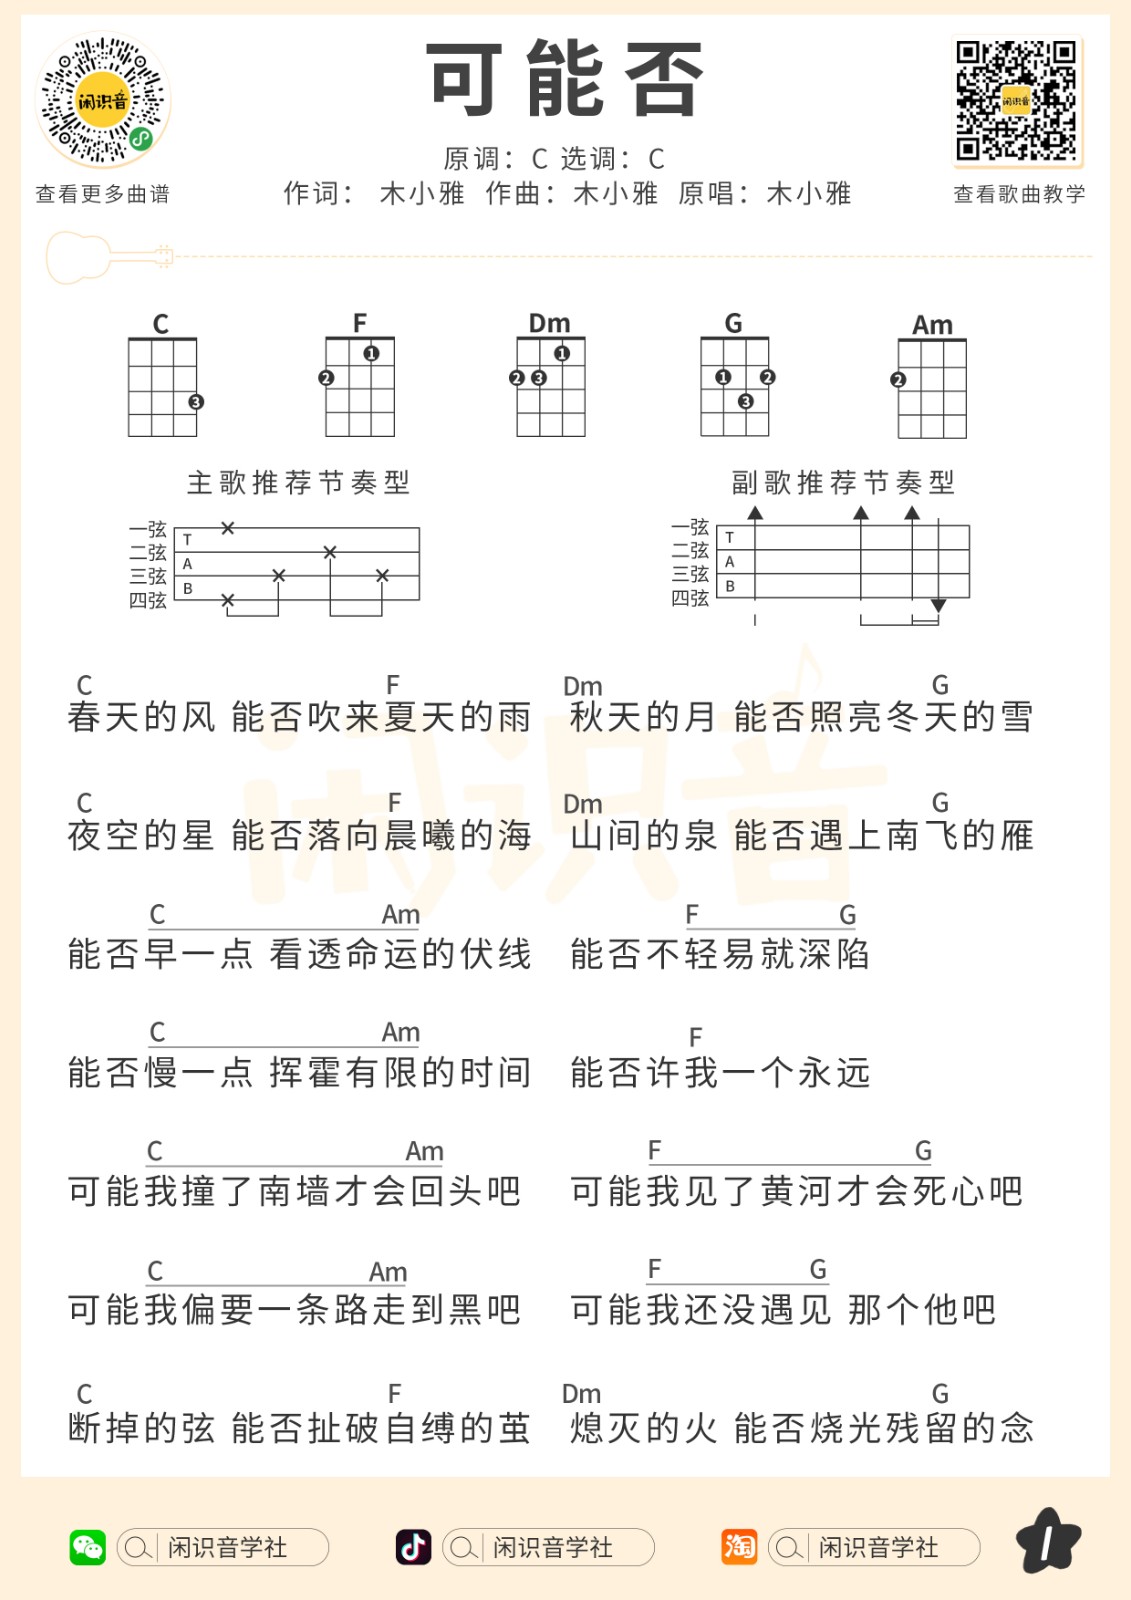 可能否
原调：C 选调：C
作词： 木小雅 作曲：木小雅 原唱：木小雅
闲识音
查看更多曲谱
闲识音
查看歌曲教学
C F Dm G Am
3
2 1
2 3 1
1 3 2
2
主歌推荐节奏型
一弦
二弦
三弦
四弦
T
A
B
副歌推荐节奏型
一弦
二弦
三弦
四弦
T
A
B
闲识音
C F Dm G
春天的风 能否吹来夏天的雨 秋天的月 能否照亮冬天的雪
C F Dm G
夜空的星 能否落向晨曦的海 山间的泉 能否遇上南飞的雁
C Am F G
能否早一点 看透命运的伏线 能否不轻易就深陷
C Am F
能否慢一点 挥霍有限的时间 能否许我一个永远
C Am F G
可能我撞了南墙才会回头吧 可能我见了黄河才会死心吧
C Am F G
可能我偏要一条路走到黑吧 可能我还没遇见 那个他吧
C F Dm G
断掉的弦 能否扯破自缚的茧 熄灭的火 能否烧光残留的念
闲识音学社
闲识音学社
淘 闲识音学社
1